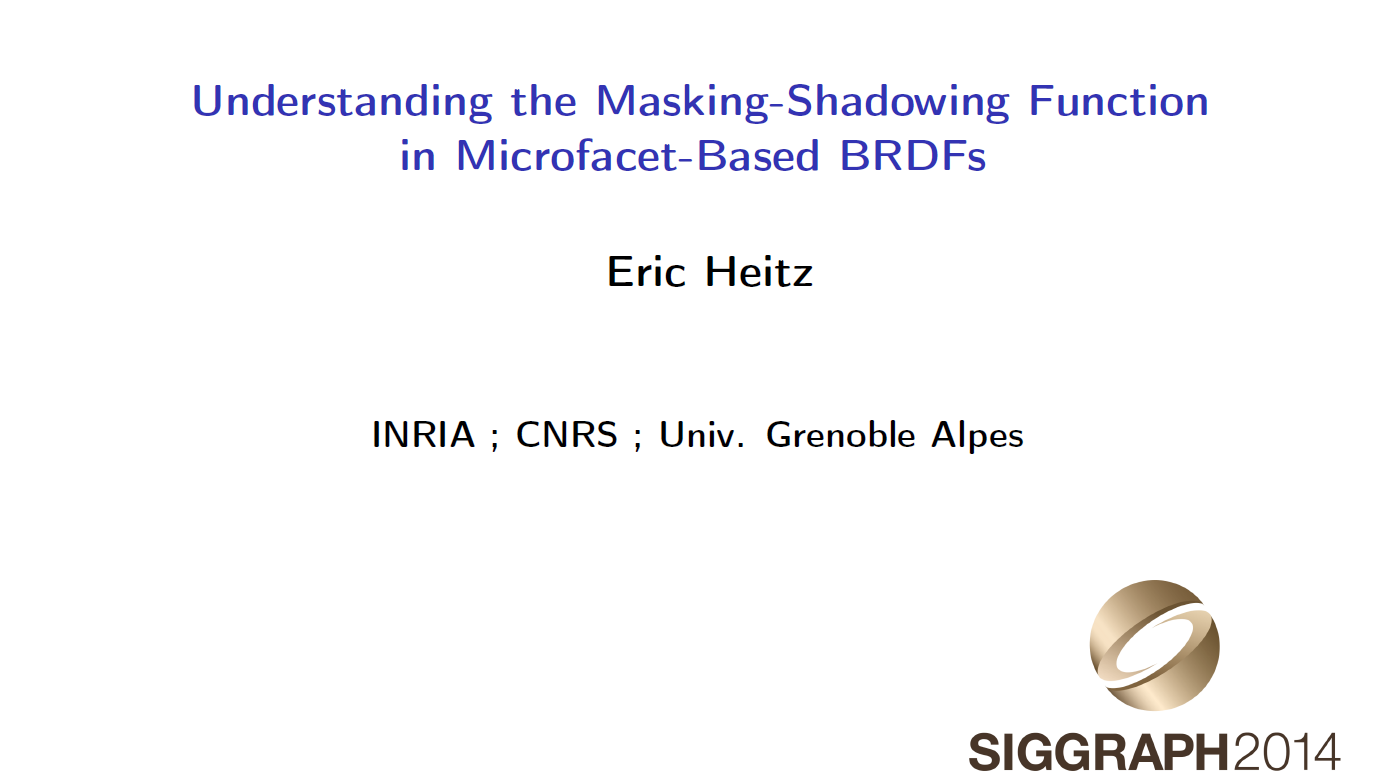 Understanding the Masking-Shadowing Function
in Microfacet-Based BRDFs
Eric Heitz
INRIA ; CNRS ; Univ. Grenoble Alpes
SIGGRAPH2014